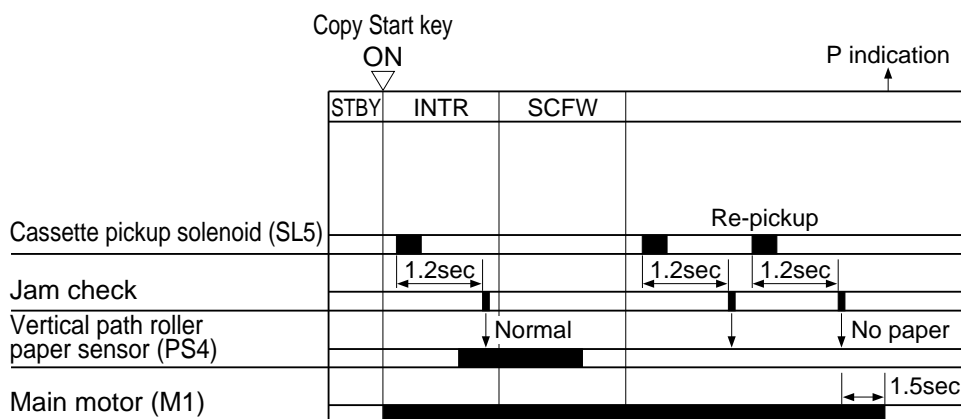 Copy Start key
ON
P indication
STBY INTR SCFW
Re-pickup
Cassette pickup solenoid (SL5)
1.2sec 1.2sec 1.2sec
Jam check
Vertical path roller
paper sensor (PS4)
Normal No paper
1.5sec
Main motor (M1)